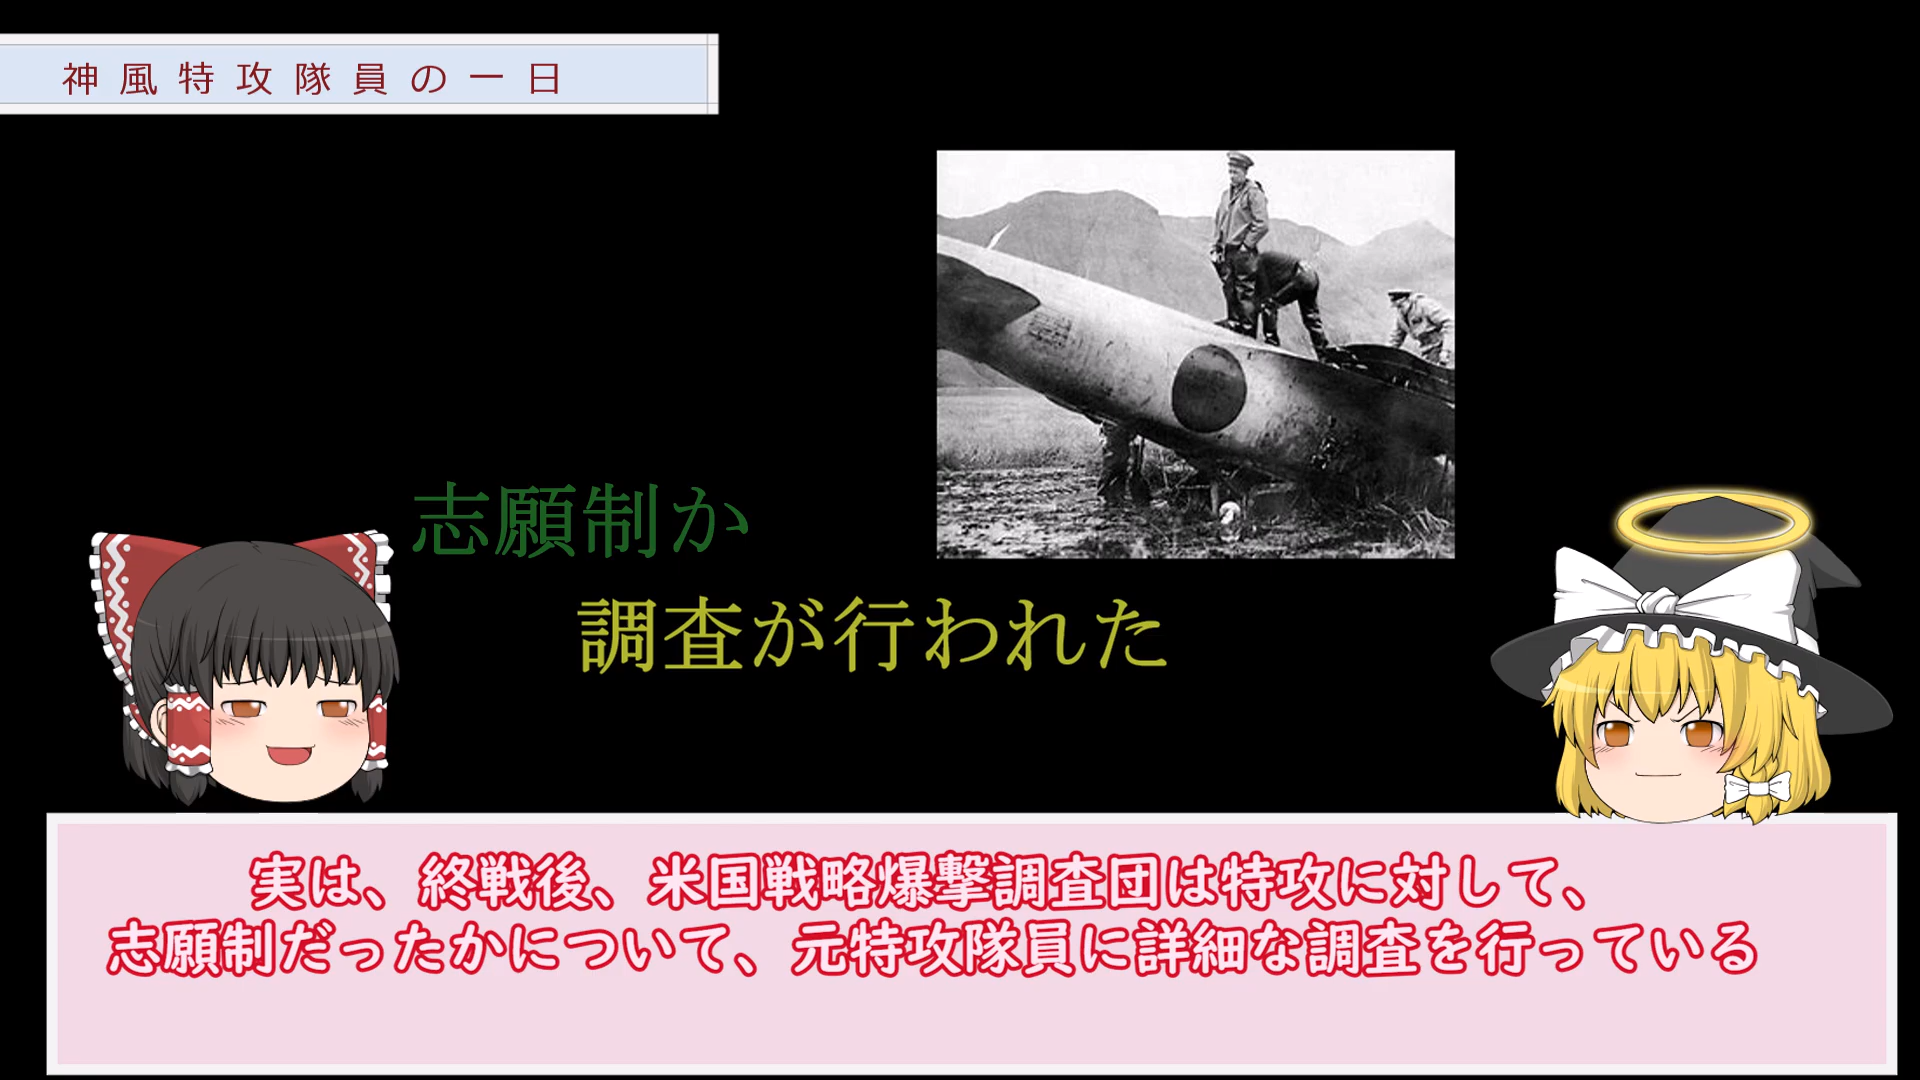 神風特攻隊員の一日
志願制か
調査が行われた
実は、終戦後、米国戦略爆撃調査団は特攻に対して、
志願制だったかについて、元特攻隊員に詳細な調査を行っている